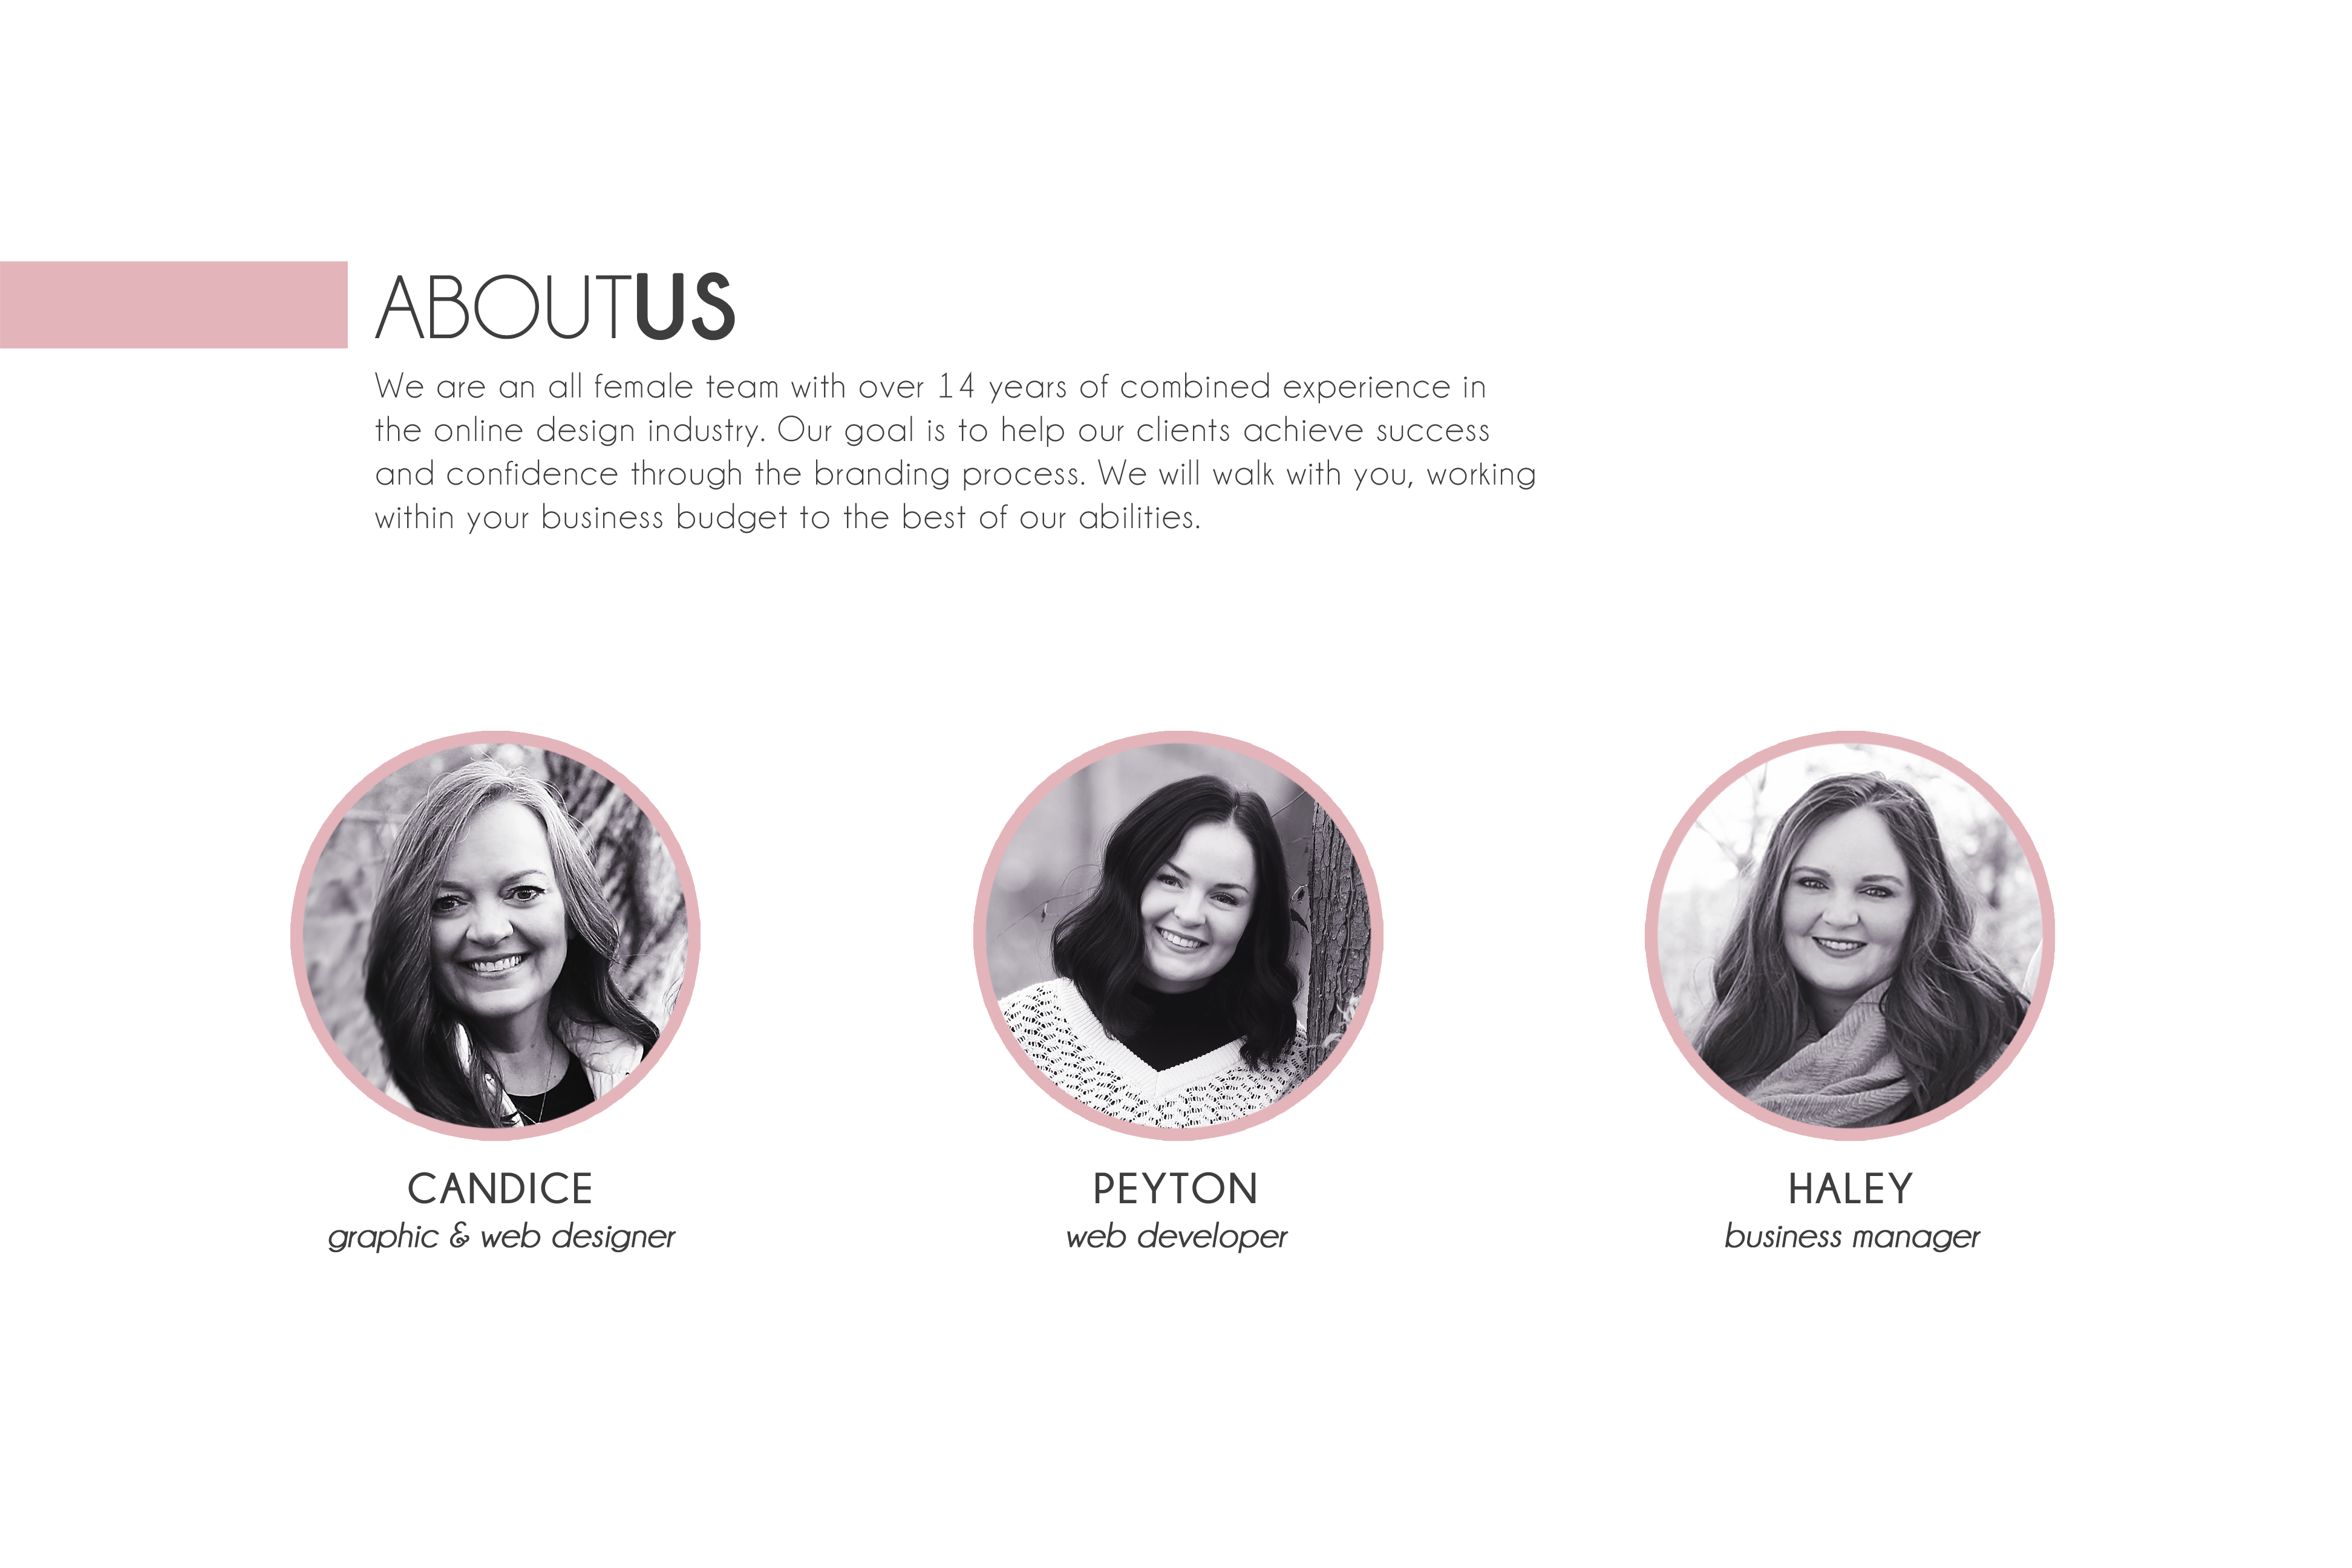 ABOUTUS
We are an all female team with over 14 years of combined experience in
the online design industry. Our goal is to help our clients achieve success
and confidence through the branding process. We will walk with you, working
within your business budget to the best of our abilities.
CANDICE
graphic & web designer
PEYTON
web developer
HALEY
business manager